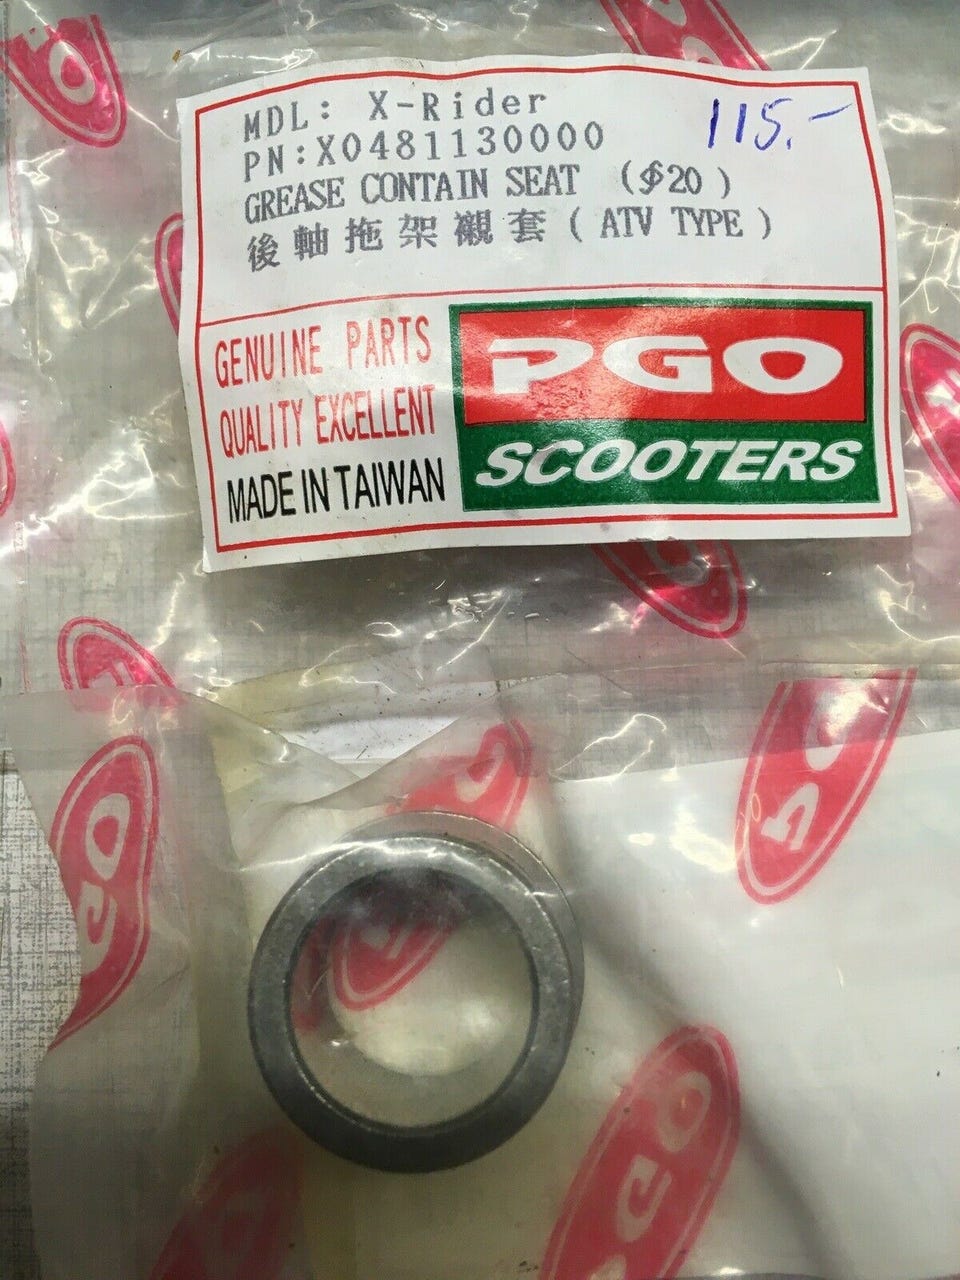 MDL: X-Rider
115.-
PN:X0481130000
GREASE CONTAIN SEAT (∮20 )
後軸拖架襯套( ATV TYPE )
GENUINE PARTS
QUALITY EXCELLENT
MADE IN TAIWAN
PGO
SCOOTERS